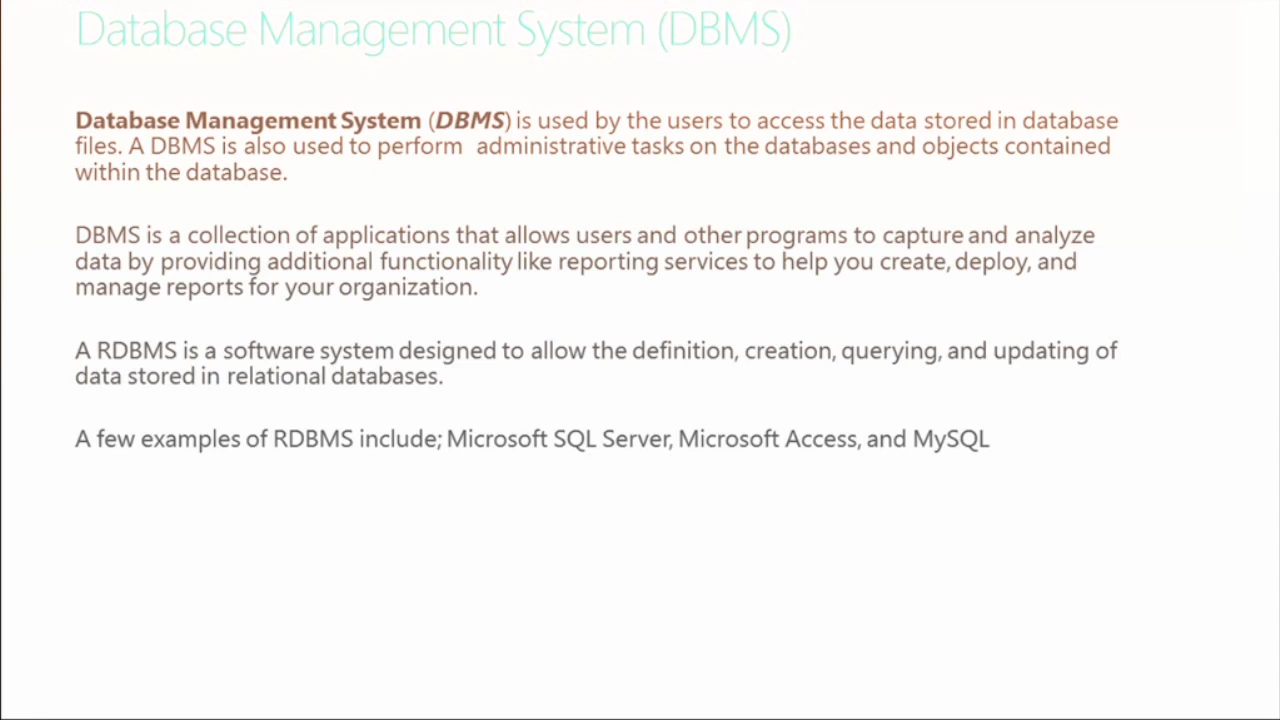 Database Management System (DBMS)
Database Management System (DBMS) is used by the users to access the data stored in database
files. A DBMS is also used to perform administrative tasks on the databases and objects contained
within the database.
DBMS is a collection of applications that allows users and other programs to capture and analyze
data by providing additional functionality like reporting services to help you create, deploy, and
manage reports for your organization.
A RDBMS is a software system designed to allow the definition, creation, querying, and updating of
data stored in relational databases.
A few examples of RDBMS include; Microsoft SQL Server, Microsoft Access, and MySQL